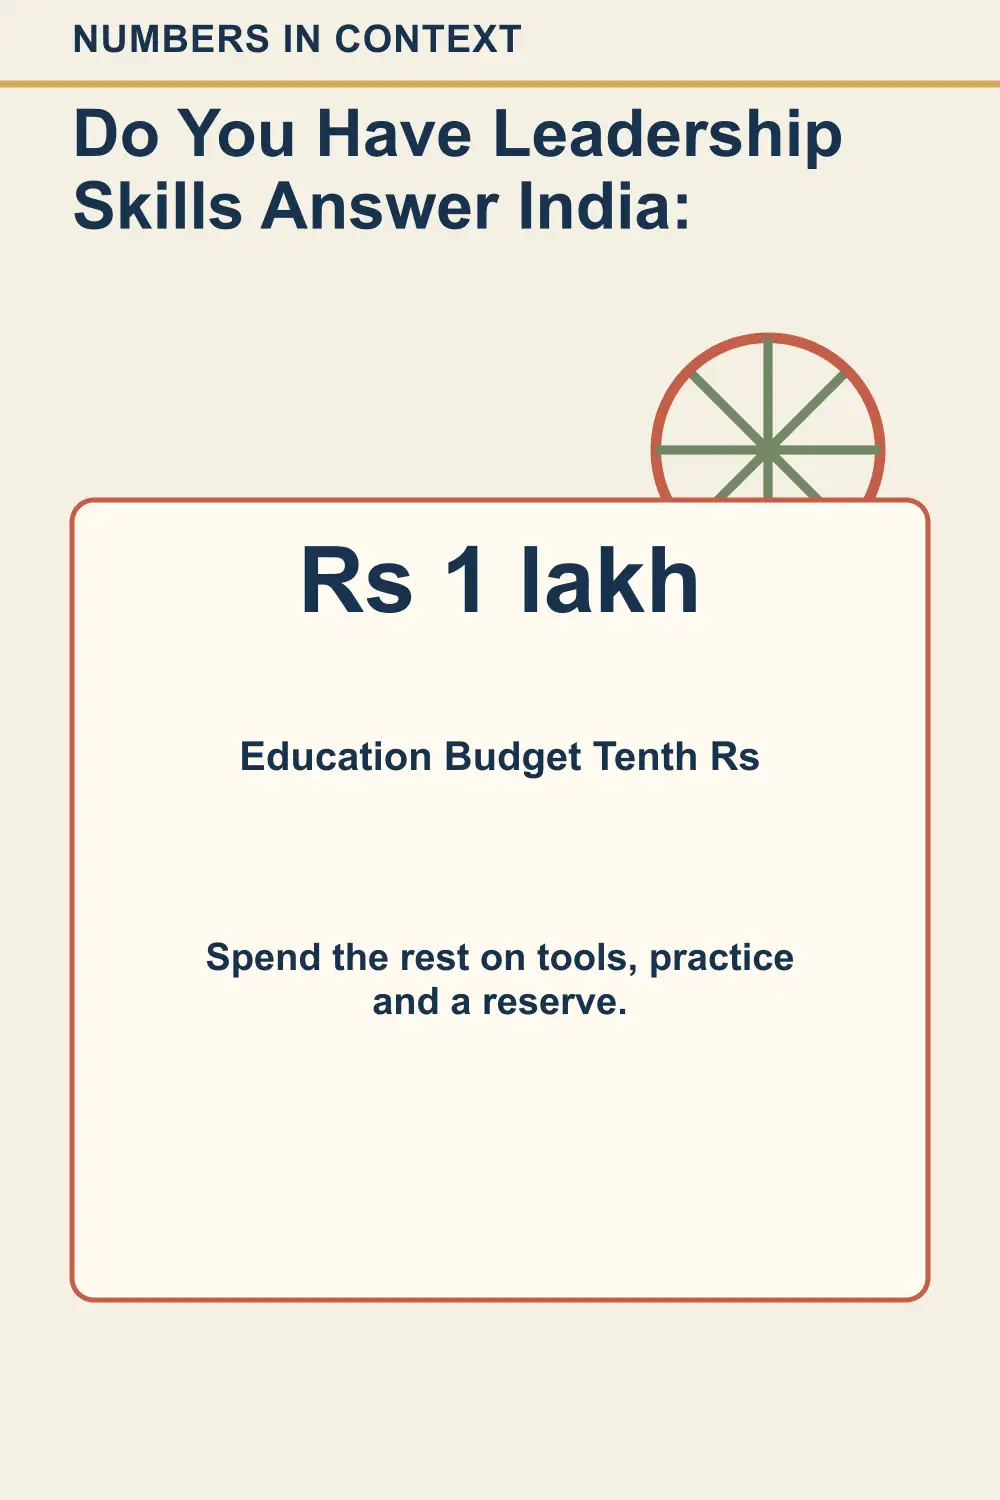 NUMBERS IN CONTEXT
Do You Have Leadership
Skills Answer India:
Rs 1 lakh
Education Budget Tenth Rs
Spend the rest on tools, practice
and a reserve.